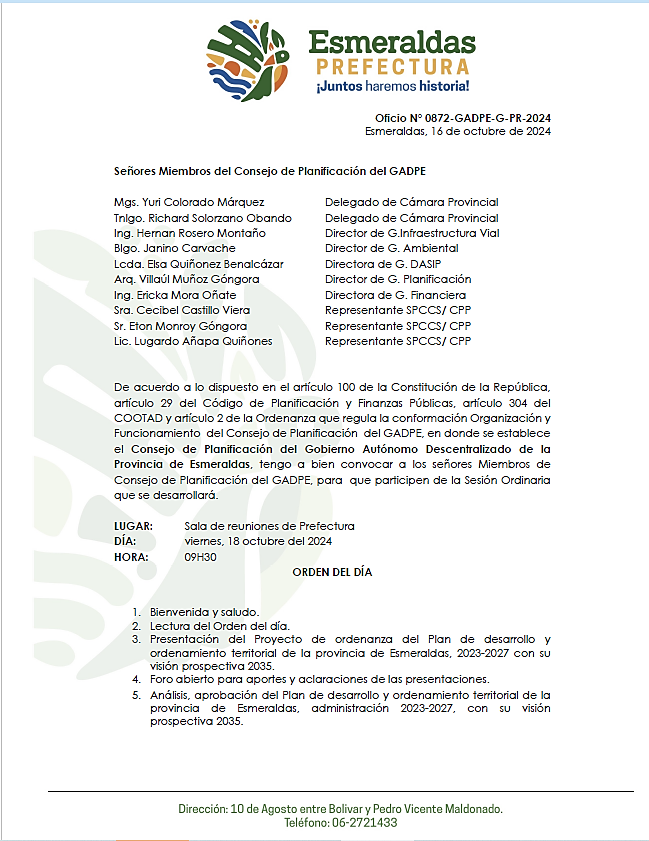 Esmeraldas
PREFECTURA
¡Juntos haremos historia!
Oficio N° 0872-GADPE-G-PR-2024
Esmeraldas, 16 de octubre de 2024
Señores Miembros del Consejo de Planificación del GADPE
Mgs. Yuri Colorado Márquez Delegado de Cámara Provincial
Tnlgo. Richard Solorzano Obando Delegado de Cámara Provincial
Ing. Hernan Rosero Montaño Director de G.Infraestructura Vial
Blgo. Janino Carvache Director de G. Ambiental
Lcda. Elsa Quiñonez Benalcázar Directora de G. DASIP
Arq. Villaúl Muñoz Góngora Director de G. Planificación
Ing. Ericka Mora Oñate Directora de G. Financiera
Sra. Cecibel Castillo Viera Representante SPCCS/ CPP
Sr. Eton Monroy Góngora Representante SPCCS/ CPP
Lic. Lugardo Añapa Quiñones Representante SPCCS/ CPP
De acuerdo a lo dispuesto en el artículo 100 de la Constitución de la República,
artículo 29 del Código de Planificación y Finanzas Públicas, artículo 304 del
COOTAD y artículo 2 de la Ordenanza que regula la conformación Organización y
Funcionamiento del Consejo de Planificación del GADPE, en donde se establece
el Consejo de Planificación del Gobierno Autónomo Descentralizado de la
Provincia de Esmeraldas, tengo a bien convocar a los señores Miembros de
Consejo de Planificación del GADPE, para que participen de la Sesión Ordinaria
que se desarrollará.
LUGAR: Sala de reuniones de Prefectura
DÍA: viernes, 18 octubre del 2024
HORA: 09H30
ORDEN DEL DÍA
1. Bienvenida y saludo.
2. Lectura del Orden del día.
3. Presentación del Proyecto de ordenanza del Plan de desarrollo y
ordenamiento territorial de la provincia de Esmeraldas, 2023-2027 con su
visión prospectiva 2035.
4. Foro abierto para aportes y aclaraciones de las presentaciones.
5. Análisis, aprobación del Plan de desarrollo y ordenamiento territorial de la
provincia de Esmeraldas, administración 2023-2027, con su visión
prospectiva 2035.
Dirección: 10 de Agosto entre Bolivar y Pedro Vicente Maldonado.
Teléfono: 06-2721433